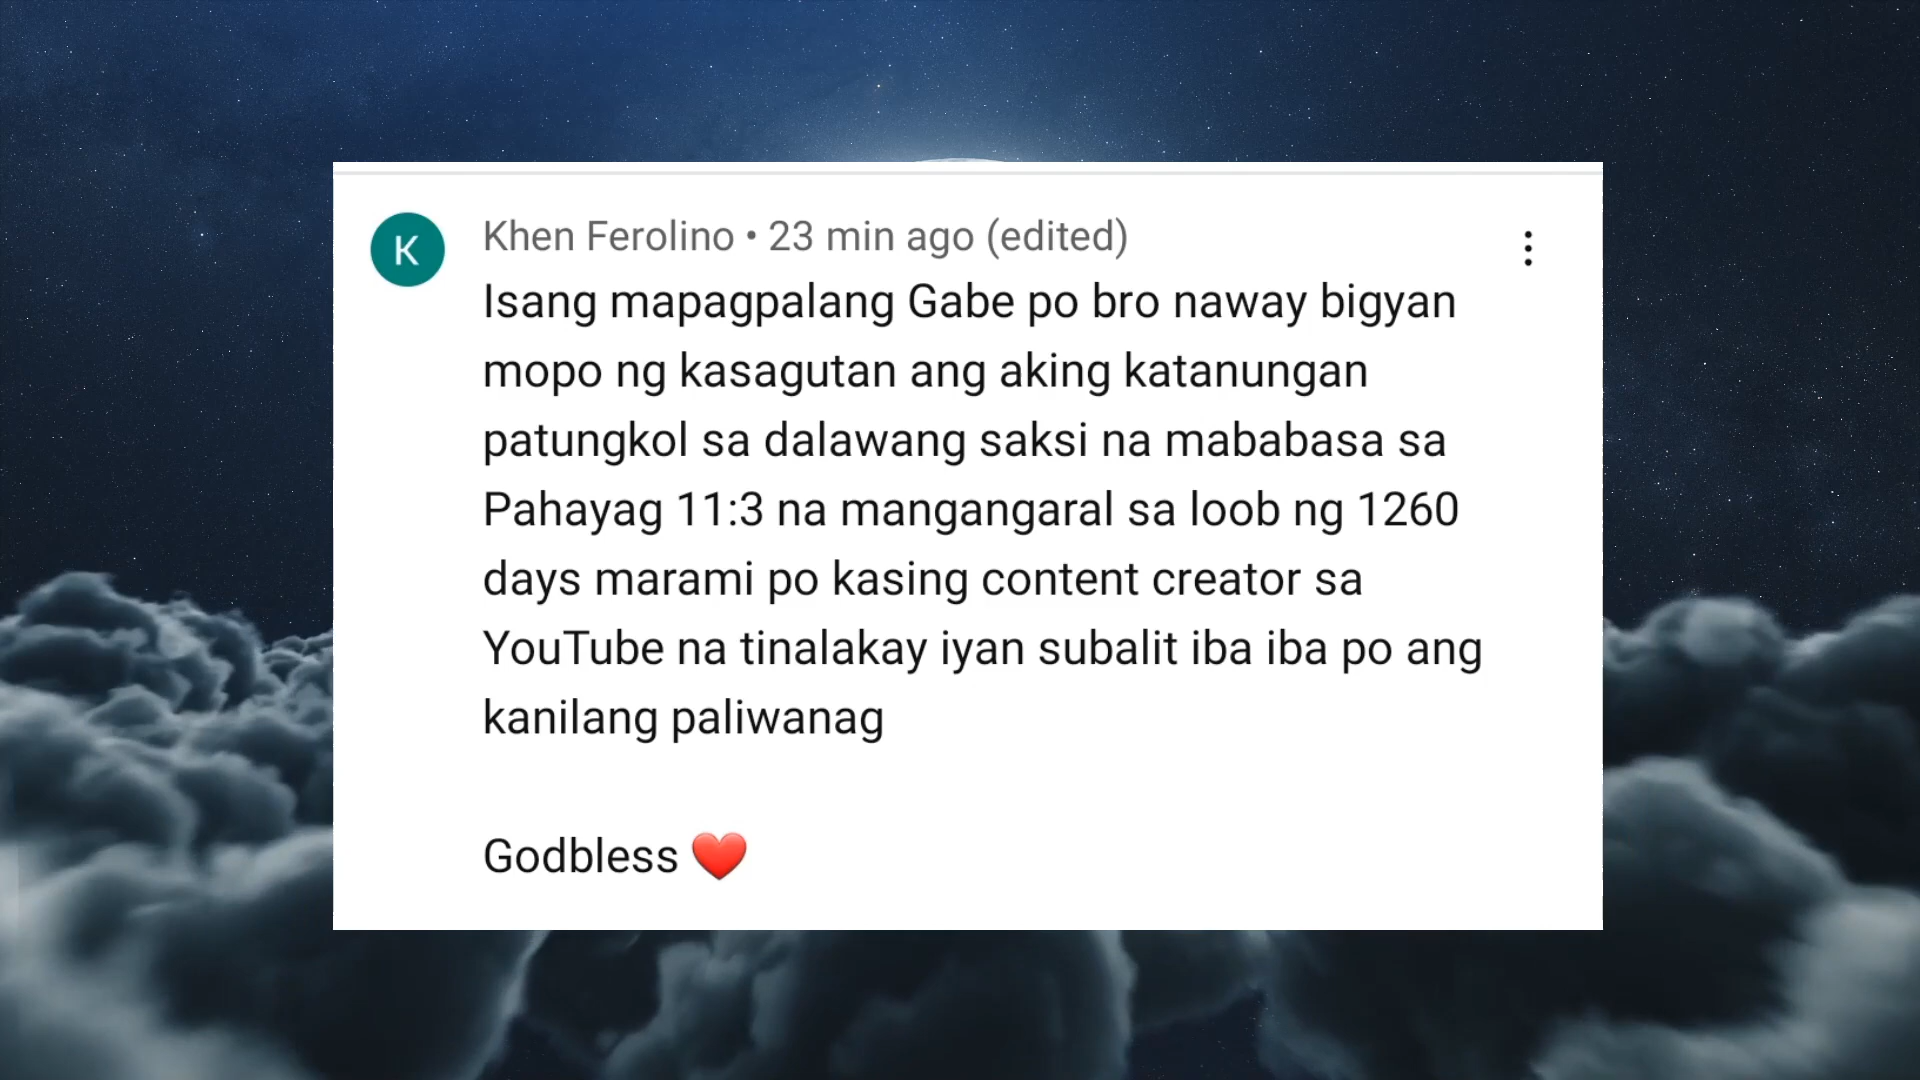 K
Khen Ferolino • 23 min ago (edited)
Isang mapagpalang Gabe po bro naway bigyan
mopo ng kasagutan ang aking katanungan
patungkol sa dalawang saksi na mababasa sa
Pahayag 11:3 na mangangaral sa loob ng 1260
days marami po kasing content creator sa
YouTube na tinalakay iyan subalit iba iba po ang
kanilang paliwanag
Godbless ❤️